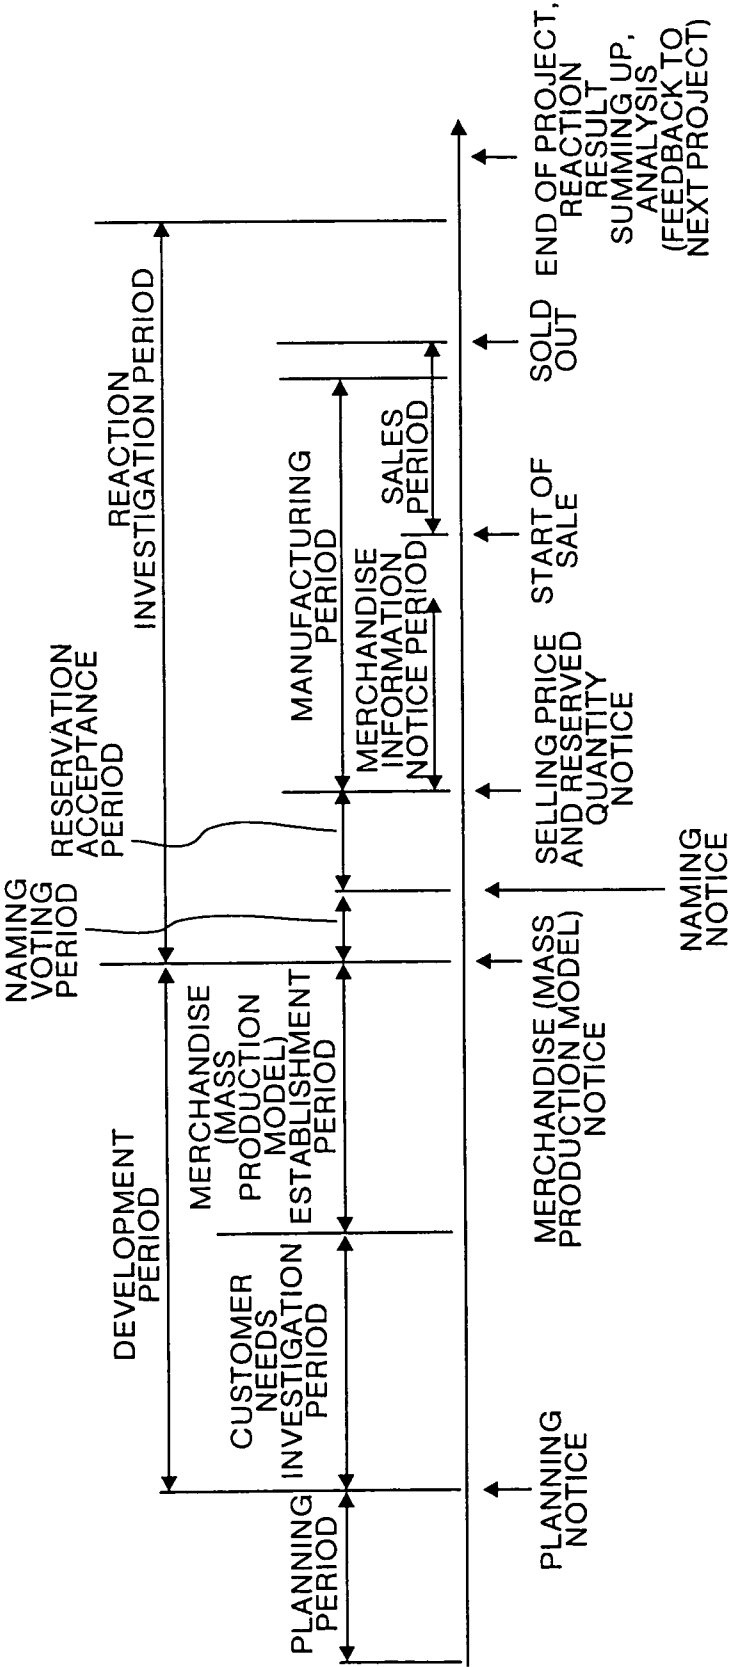 REACTION
INVESTIGATION PERIOD
RESERVATION
ACCEPTANCE
PERIOD
NAMING
VOTING
PERIOD
DEVELOPMENT
PERIOD
MANUFACTURING
PERIOD
MERCHANDISE
(MASS
PRODUCTION
MODEL)
ESTABLISHMENT
PERIOD
CUSTOMER
NEEDS
INVESTIGATION
PERIOD
PLANNING
PERIOD
MERCHANDISE
INFORMATION
NOTICE PERIOD
SALES
PERIOD
PLANNING
NOTICE
MERCHANDISE (MASS
PRODUCTION MODEL)
NOTICE
NAMING
NOTICE
SELLING PRICE
AND RESERVED
QUANTITY
NOTICE
START OF
SALE
SOLD
OUT
END OF PROJECT,
REACTION
RESULT
SUMMING UP,
ANALYSIS
(FEEDBACK TO
NEXT PROJECT)